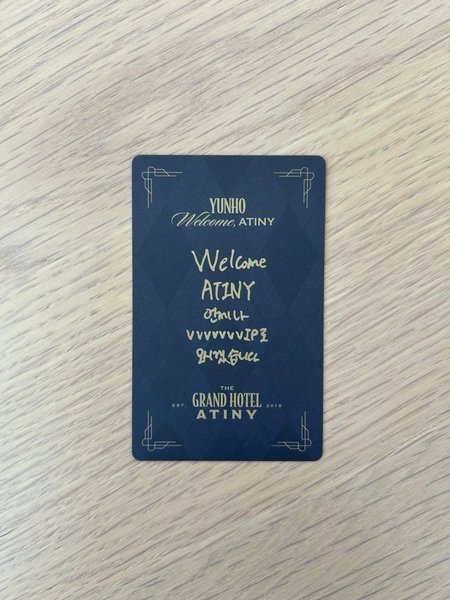 YUNHO
Welcome, ATINY
Welcome
ATINY
언제나
vvvvvvvIP로
모시겠습니다
THE
EST. GRAND HOTEL 2018
ATINY